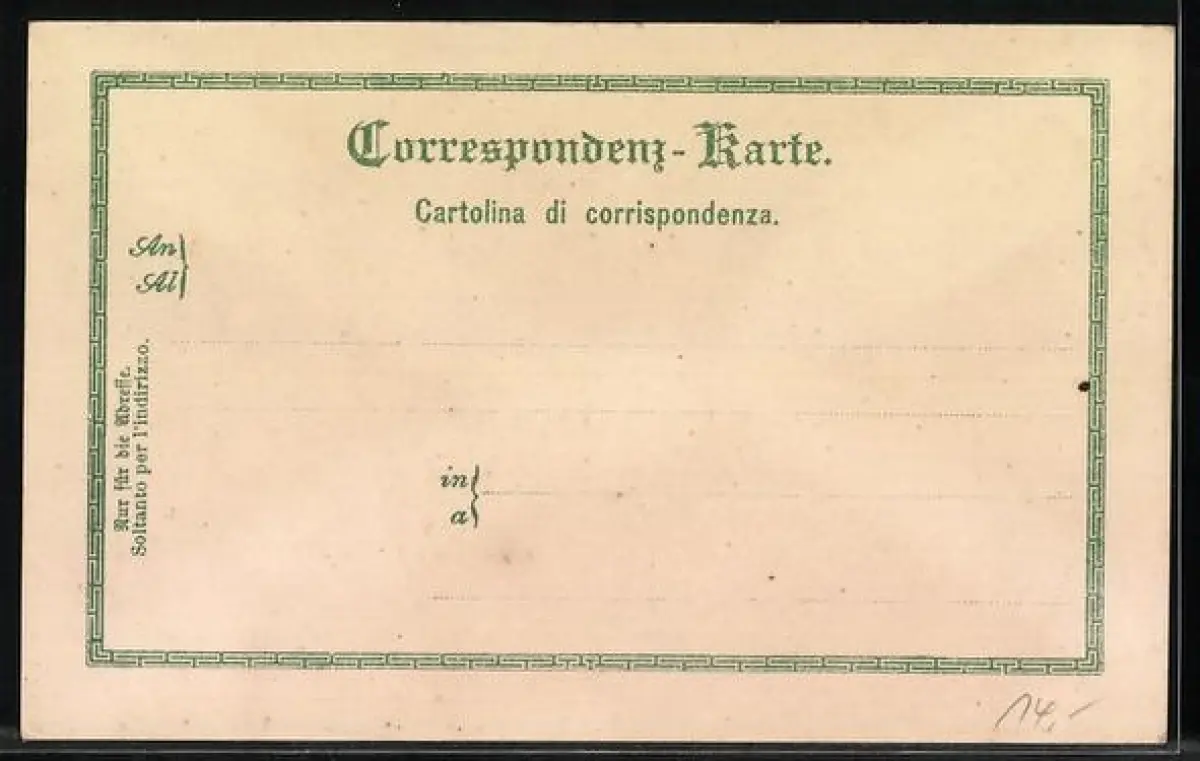 Correspondenz-Karte.
Cartolina di corrispondenza.
An
Al
Nur für die Adresse.
Soltanto per l'indirizzo.
in
a
14,-